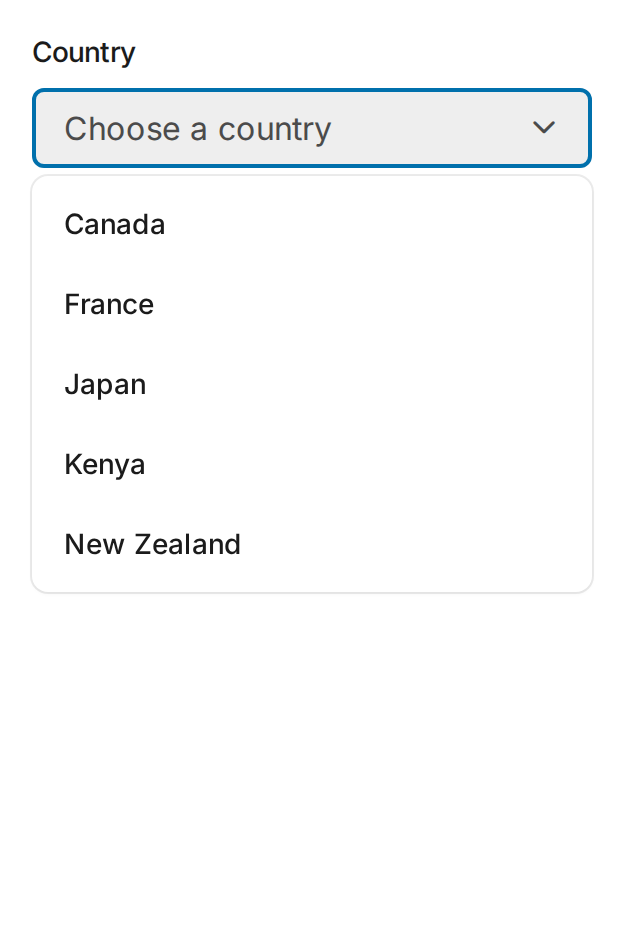 Country
Choose a country
Canada
France
Japan
Kenya
New Zealand